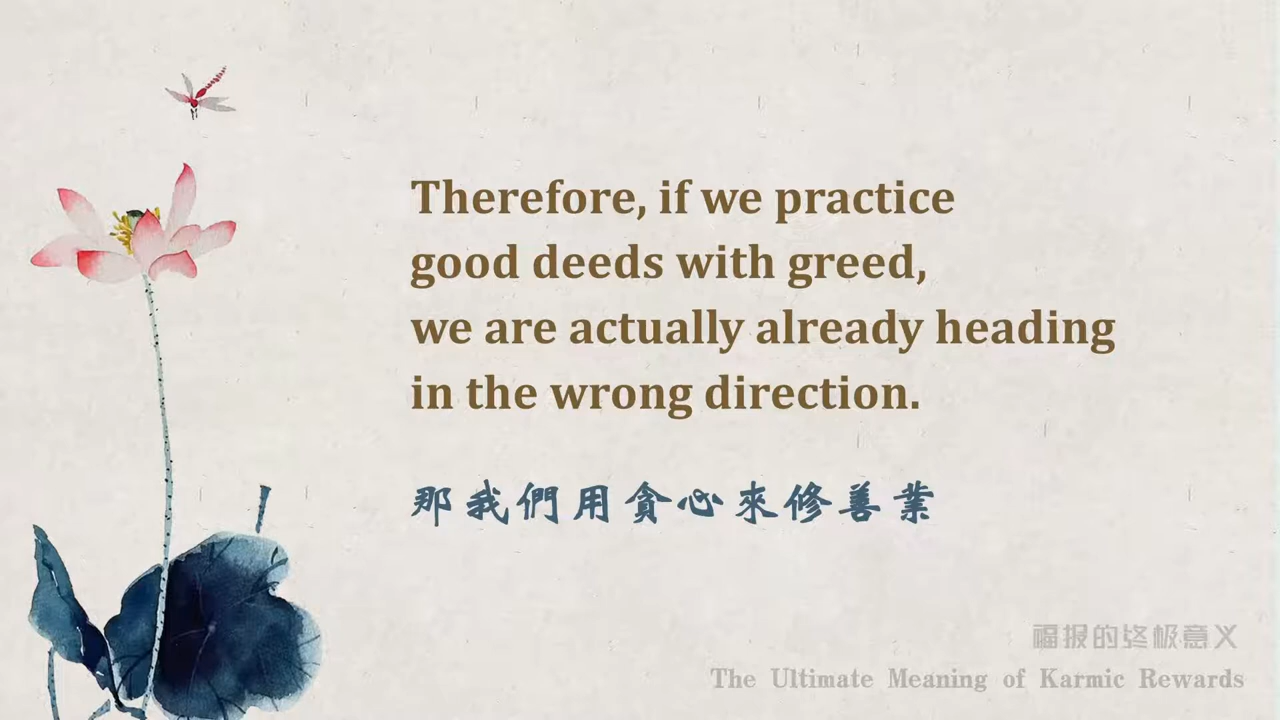 Therefore, if we practice
good deeds with greed,
we are actually already heading
in the wrong direction.
那我們用貪心來修善業
福报的终极意义
The Ultimate Meaning of Karmic Rewards